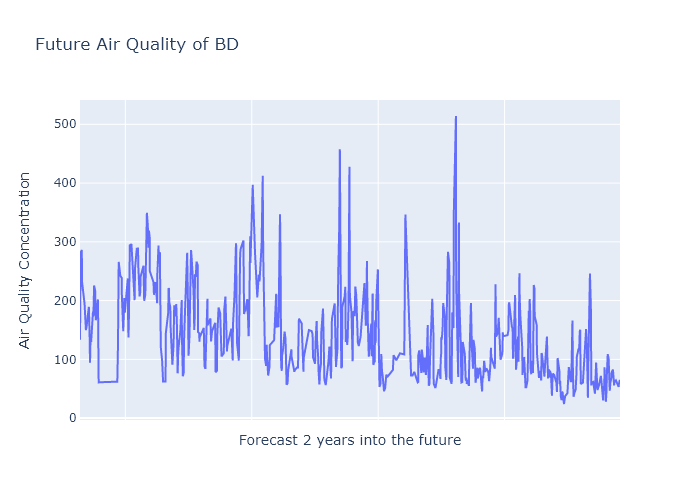 Future Air Quality of BD
500
400
300
200
100
0
Air Quality Concentration
Forecast 2 years into the future